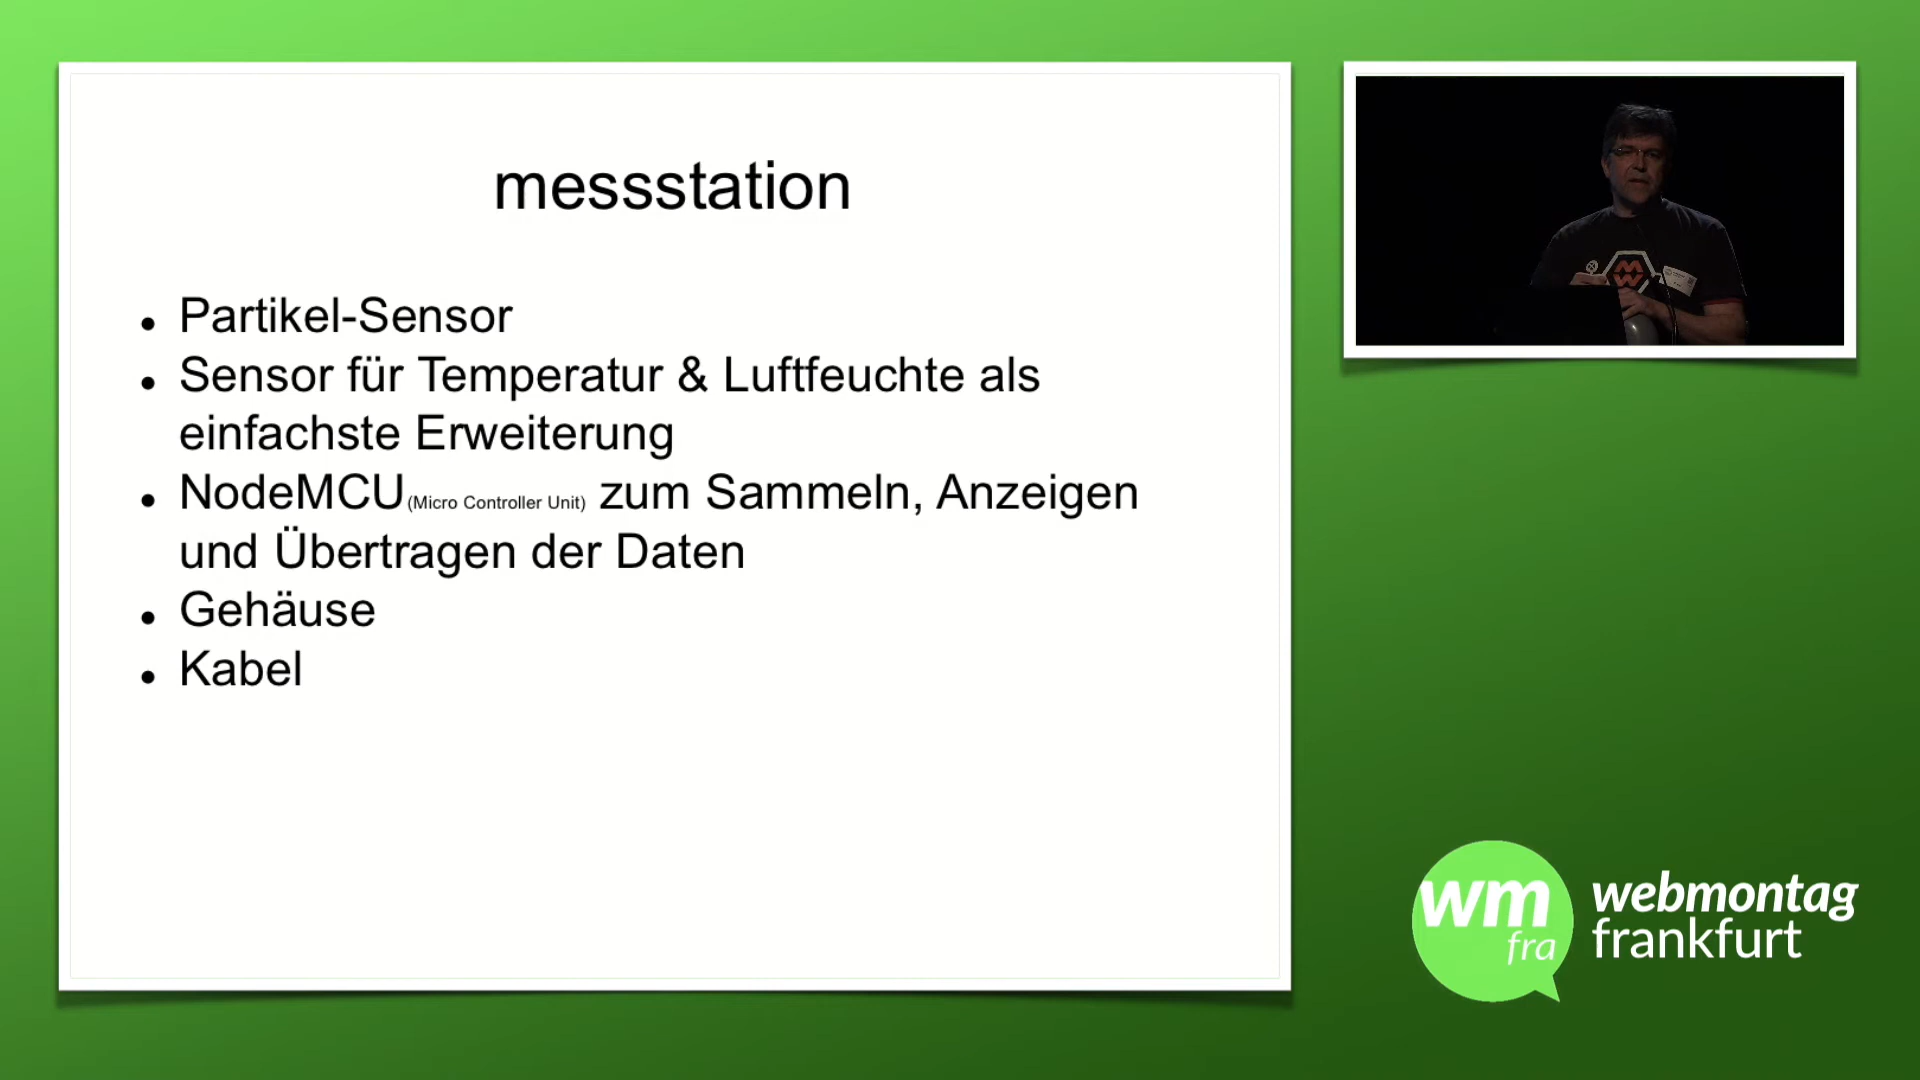 messstation
Partikel-Sensor
Sensor für Temperatur & Luftfeuchte als
einfachste Erweiterung
NodeMCU(Micro Controller Unit) zum Sammeln, Anzeigen
und Übertragen der Daten
Gehäuse
Kabel
MW
wm
fra
webmontag
frankfurt